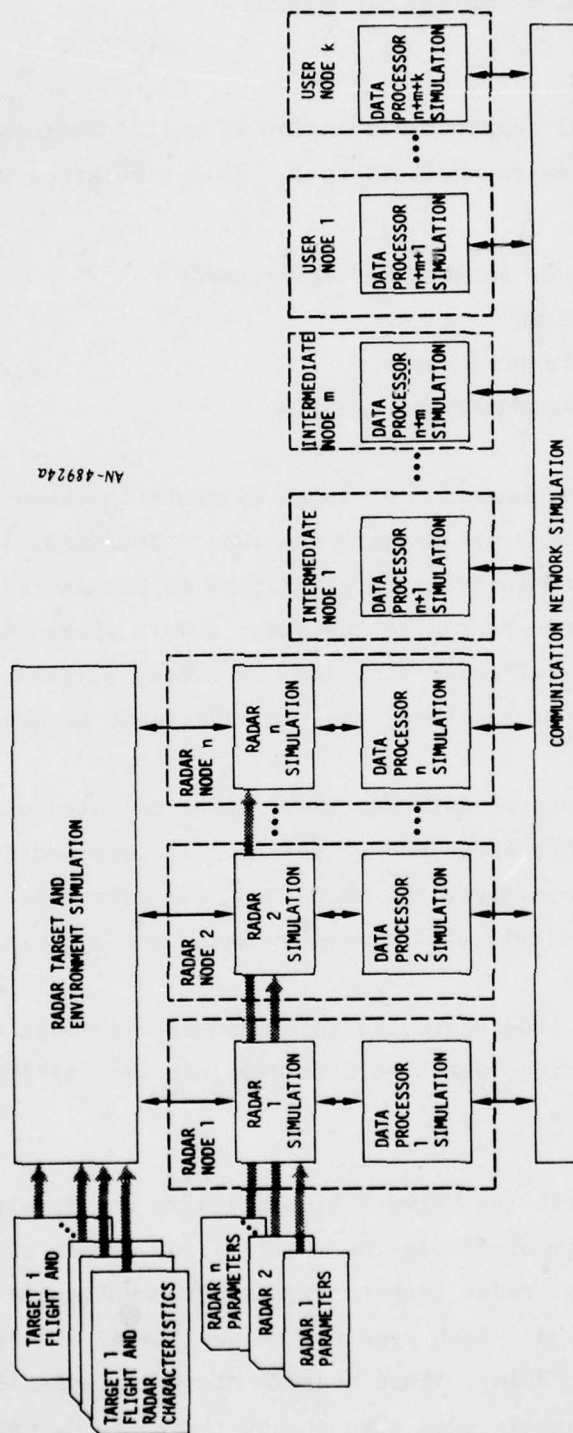 TARGET i
FLIGHT AND
TARGET 1
FLIGHT AND
RADAR
CHARACTERISTICS
RADAR TARGET AND
ENVIRONMENT SIMULATION
AN-48924a
RADAR n
PARAMETERS
RADAR 2
RADAR 1
PARAMETERS
RADAR NODE 1
RADAR
1
SIMULATION
DATA
PROCESSOR
1
SIMULATION
RADAR NODE 2
RADAR
2
SIMULATION
DATA
PROCESSOR
2
SIMULATION
RADAR
NODE n
RADAR
n
SIMULATION
DATA
PROCESSOR
n
SIMULATION
INTERMEDIATE
NODE 1
DATA
PROCESSOR
n+1
SIMULATION
INTERMEDIATE
NODE m
DATA
PROCESSOR
n+m
SIMULATION
USER
NODE 1
DATA
PROCESSOR
n+m+1
SIMULATION
USER
NODE k
DATA
PROCESSOR
n+m+k
SIMULATION
COMMUNICATION NETWORK SIMULATION